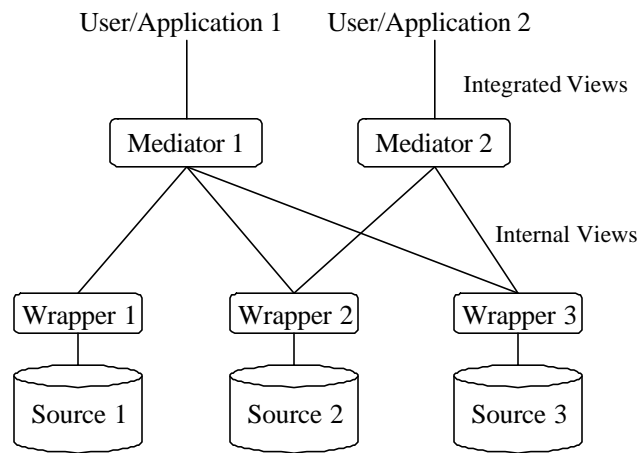 User/Application 1
User/Application 2
Integrated Views
Mediator 1
Mediator 2
Internal Views
Wrapper 1
Wrapper 2
Wrapper 3
Source 1
Source 2
Source 3